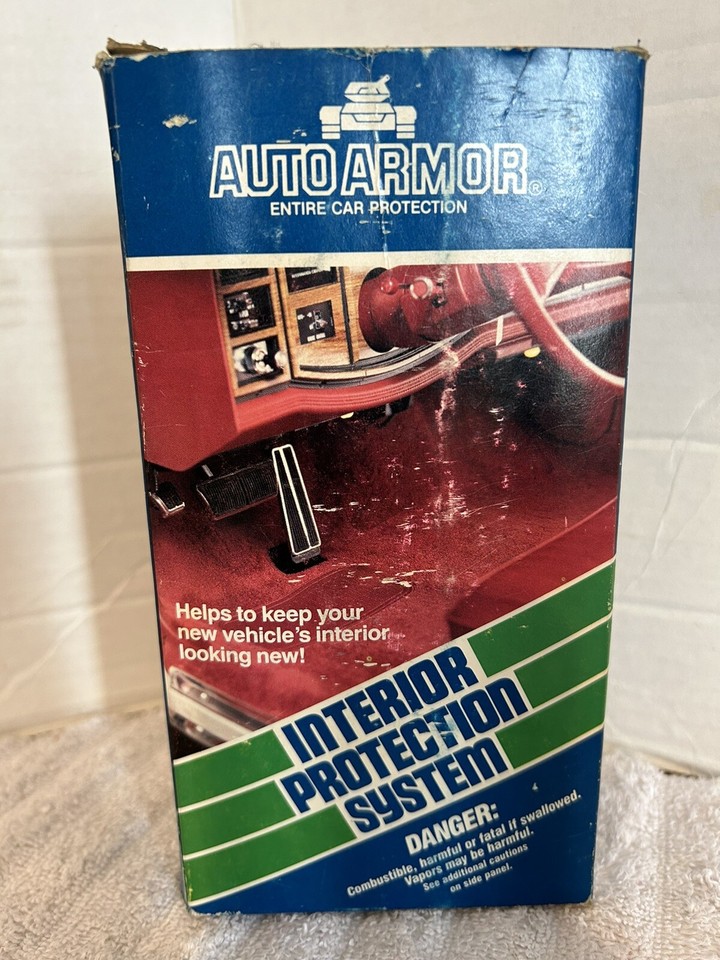 AUTO ARMOR®
ENTIRE CAR PROTECTION
Helps to keep your
new vehicle's interior
looking new!
INTERIOR
PROTECTION
SYSTEM
DANGER:
Combustible, harmful or fatal if swallowed.
Vapors may be harmful.
See additional cautions
on side panel.